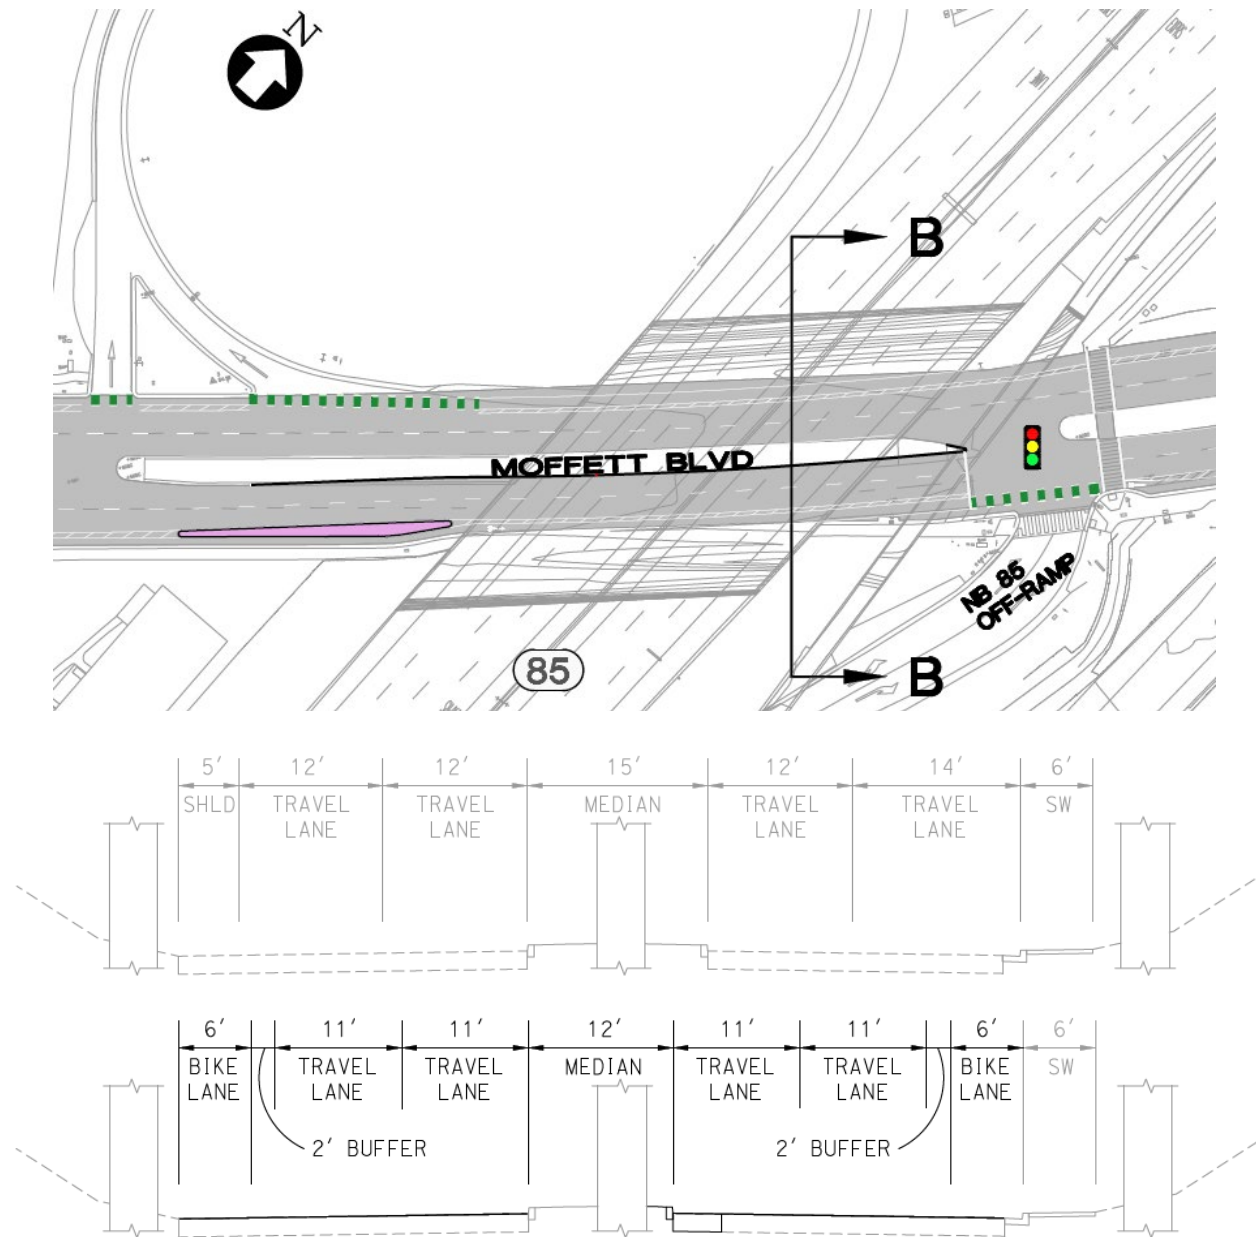 N
B
MOFFETT BLVD
NB 85
OFF-RAMP
85
B
5' 12' 12' 15' 12' 14' 6'
SHLD TRAVEL TRAVEL MEDIAN TRAVEL TRAVEL SW
LANE LANE LANE LANE
6' 11' 11' 12' 11' 11' 6' 6'
BIKE TRAVEL TRAVEL MEDIAN TRAVEL TRAVEL BIKE SW
LANE LANE LANE LANE LANE LANE
2' BUFFER 2' BUFFER